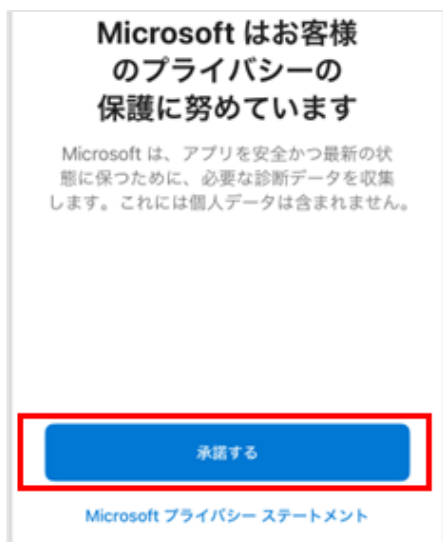 Microsoft はお客様
のプライバシーの
保護に努めています
Microsoft は、アプリを安全かつ最新の状
態に保つために、必要な診断データを収集
します。これには個人データは含まれません。
承諾する
Microsoft プライバシー ステートメント